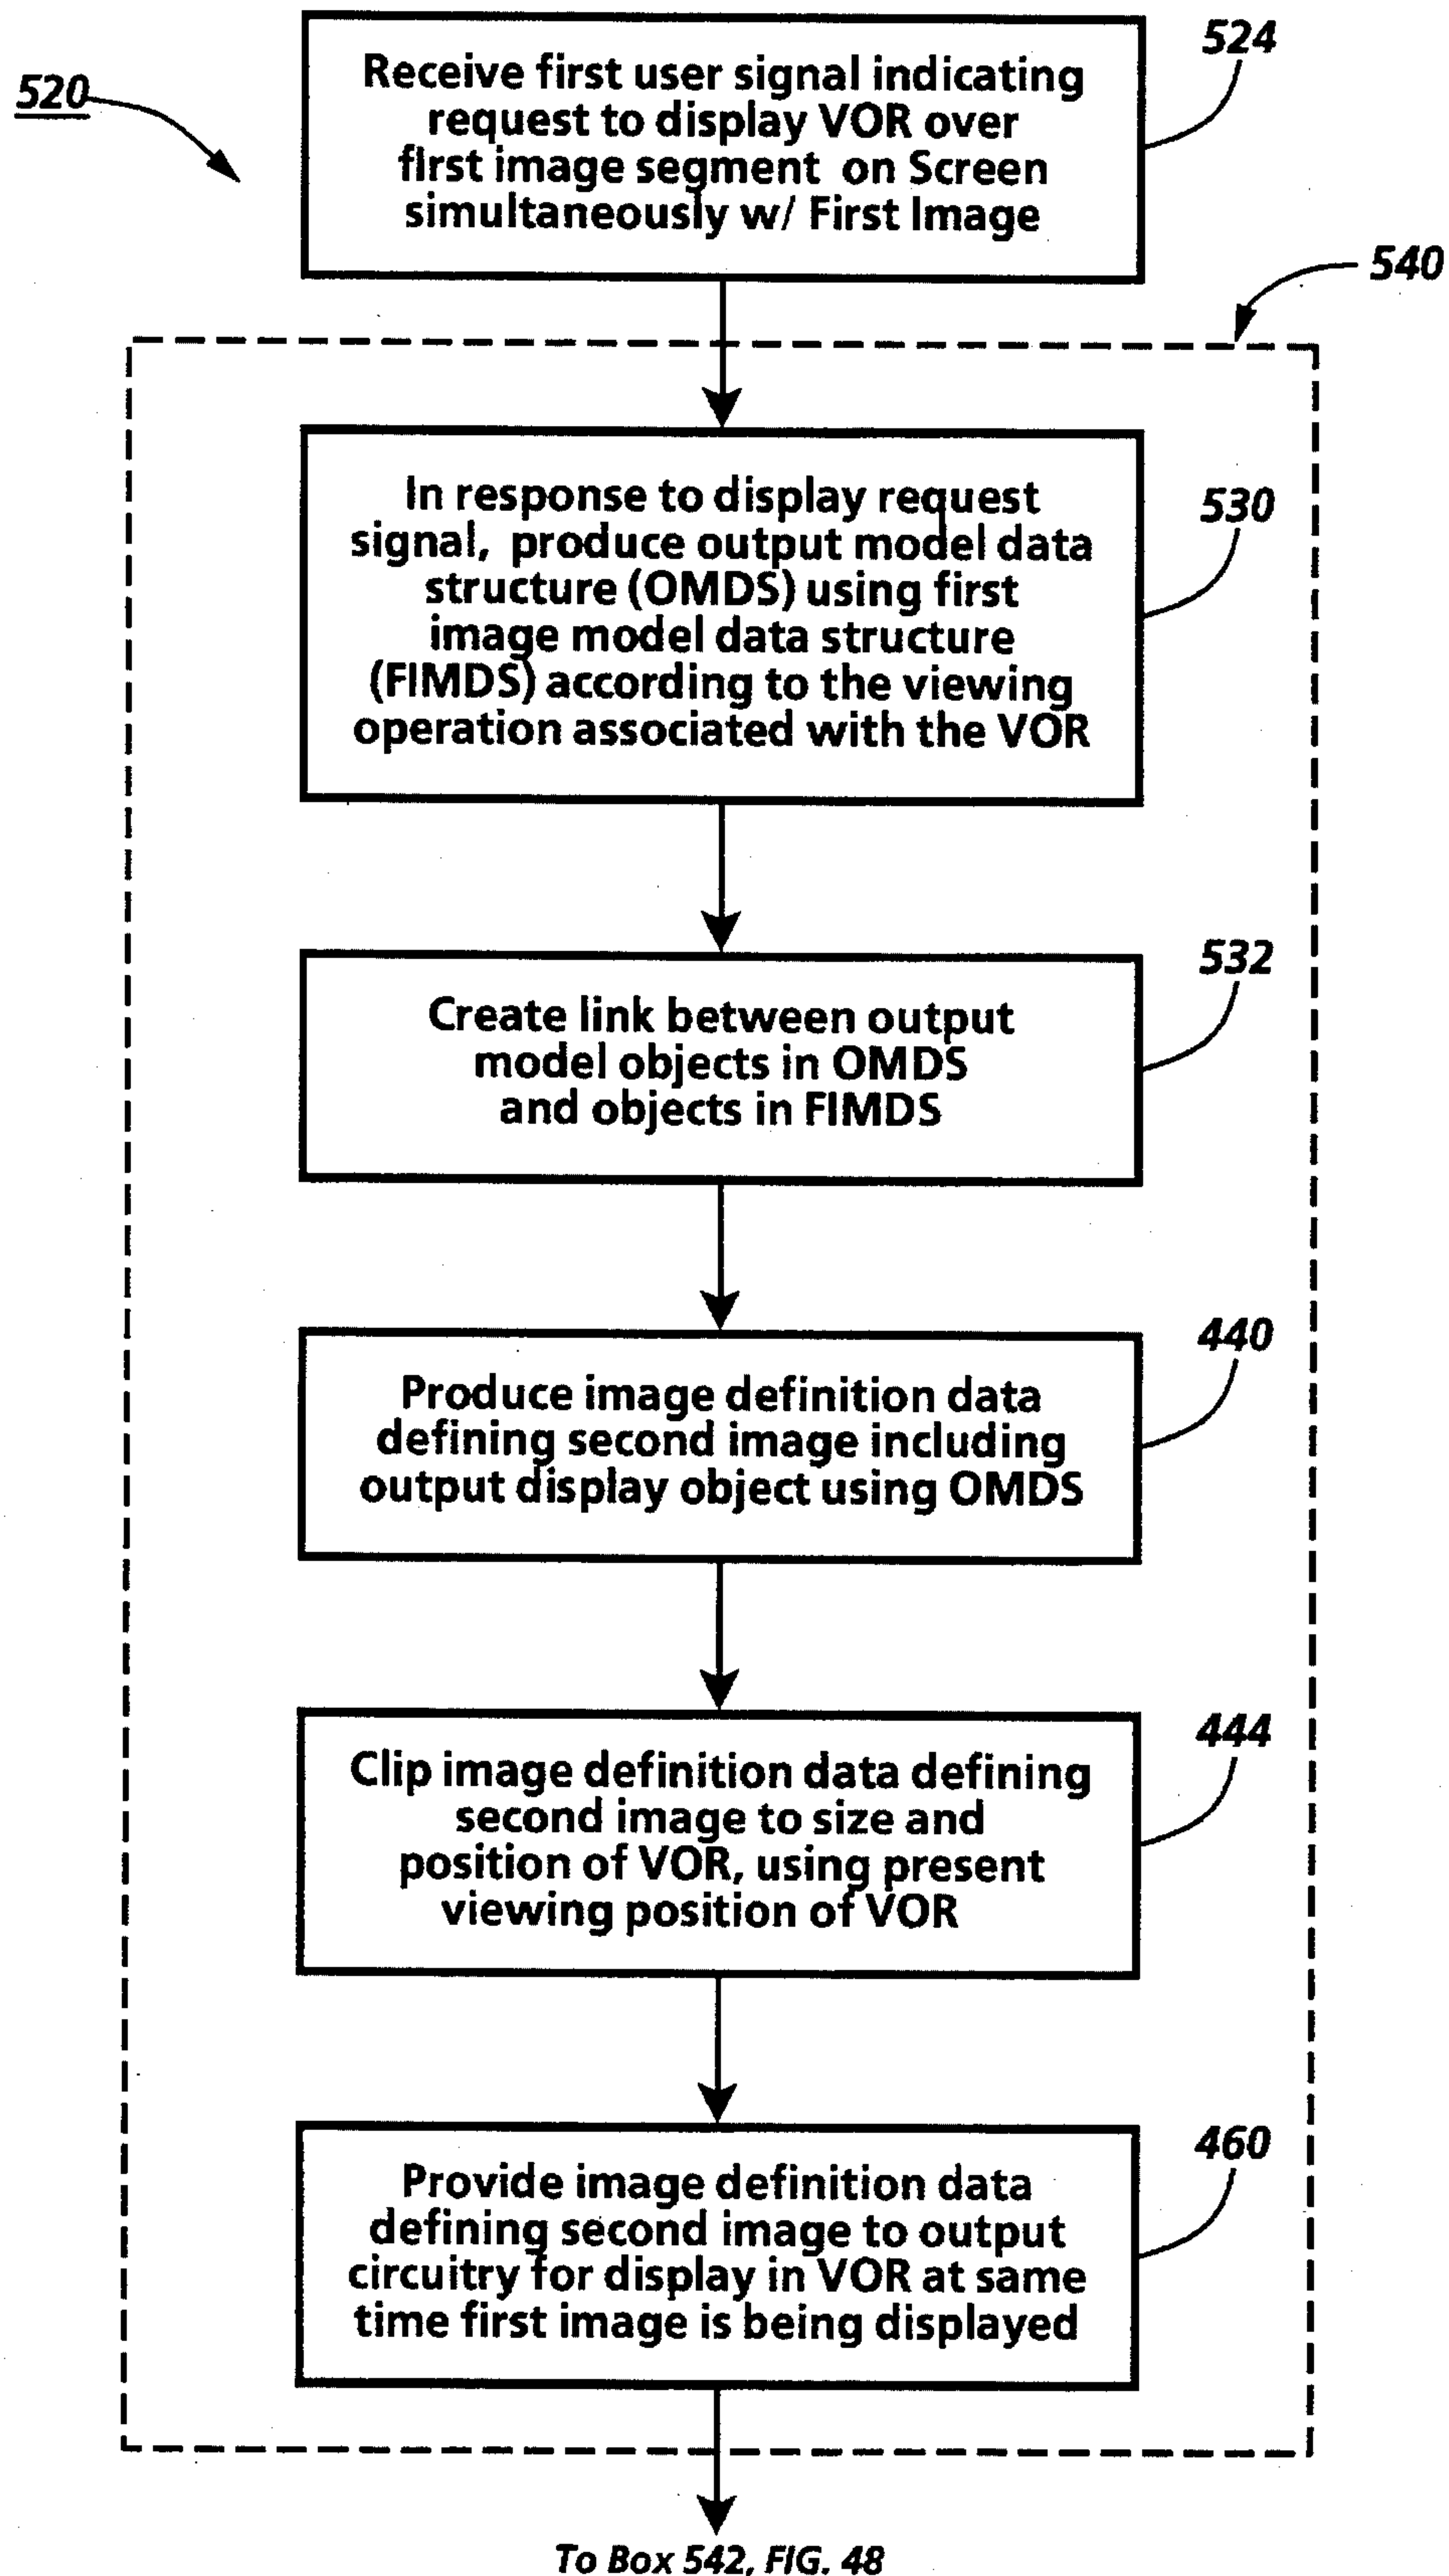 524
520
Receive first user signal indicating
request to display VOR over
first image segment on Screen
simultaneously w/ First Image
540
530
In response to display request
signal, produce output model data
structure (OMDS) using first
image model data structure
(FIMDS) according to the viewing
operation associated with the VOR
532
Create link between output
model objects in OMDS
and objects in FIMDS
440
Produce image definition data
defining second image including
output display object using OMDS
444
Clip image definition data defining
second image to size and
position of VOR, using present
viewing position of VOR
460
Provide image definition data
defining second image to output
circuitry for display in VOR at same
time first image is being displayed
To Box 542, FIG. 48